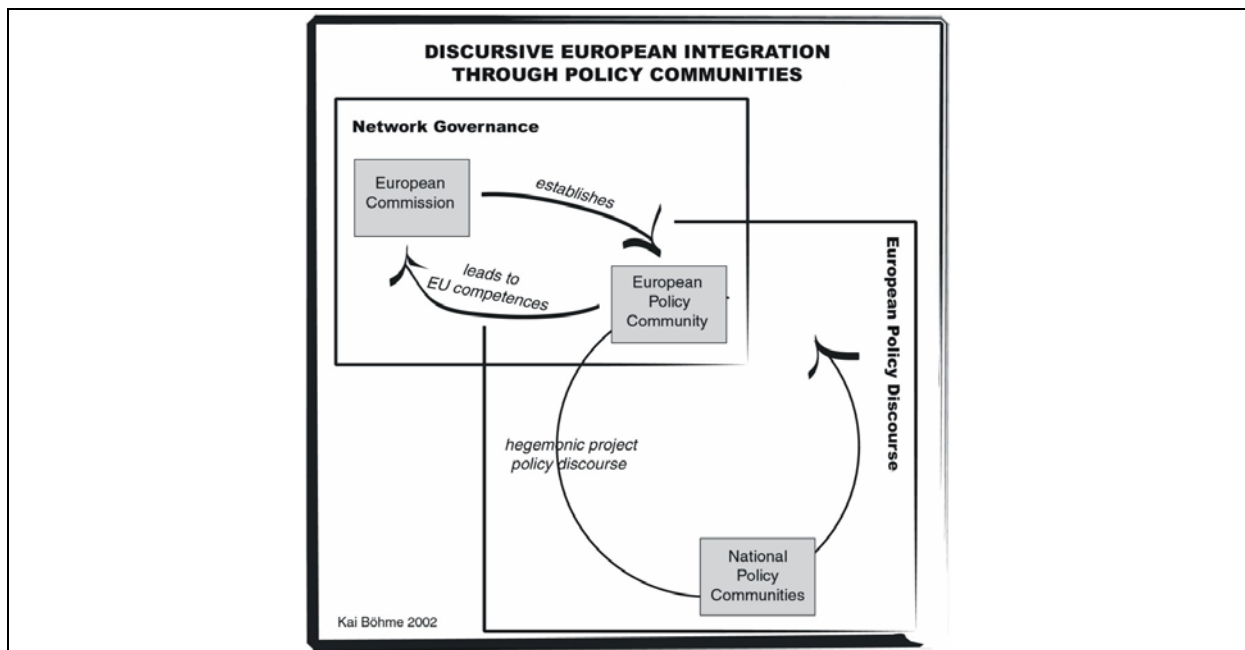 DISCURSIVE EUROPEAN INTEGRATION
THROUGH POLICY COMMUNITIES
Network Governance
European
Commission
establishes
leads to
EU competences
European
Policy
Community
European Policy Discourse
hegemonic project
policy discourse
National
Policy
Communities
Kai Böhme 2002